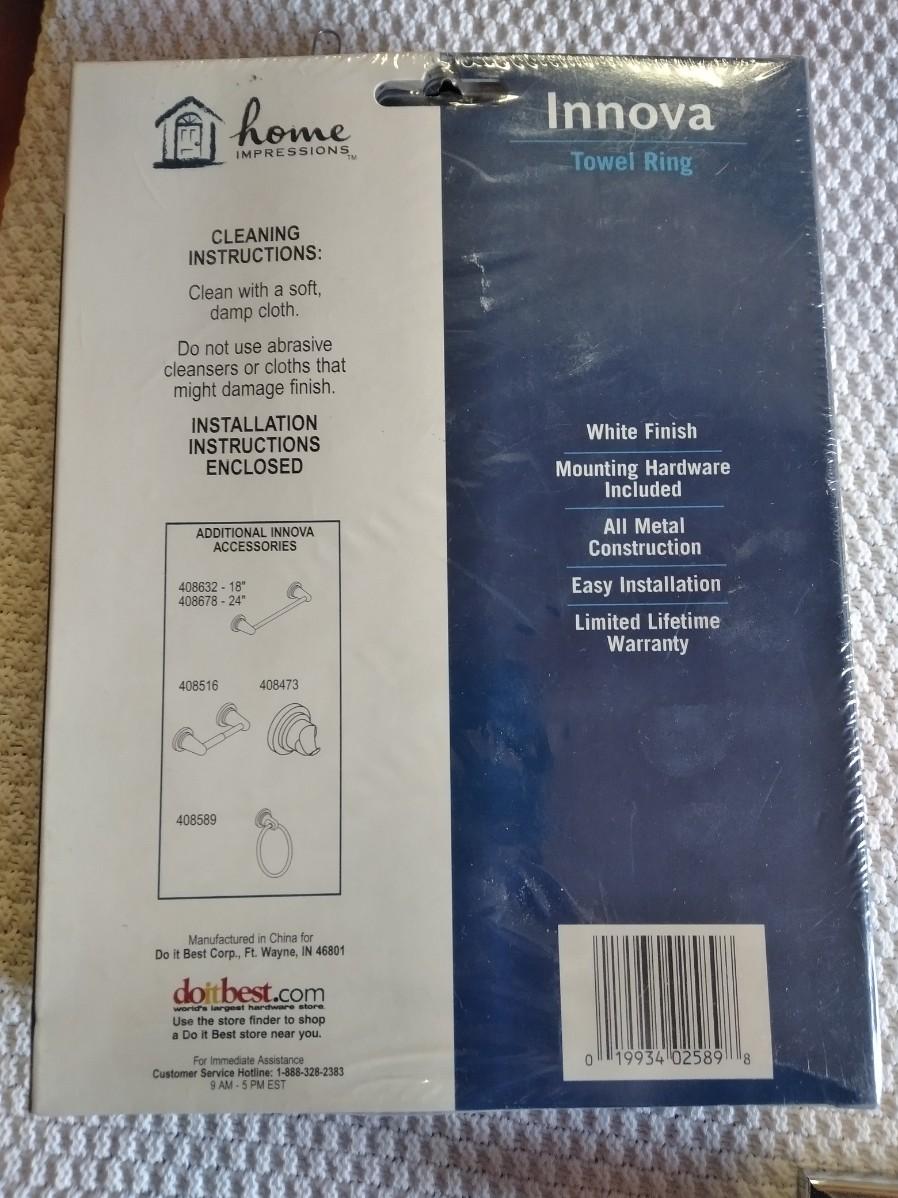 home
IMPRESSIONS™
CLEANING
INSTRUCTIONS:
Clean with a soft,
damp cloth.
Do not use abrasive
cleansers or cloths that
might damage finish.
INSTALLATION
INSTRUCTIONS
ENCLOSED
ADDITIONAL INNOVA
ACCESSORIES
408632 - 18"
408678 - 24"
408516 408473
408589
Manufactured in China for
Do it Best Corp., Ft. Wayne, IN 46801
doitbest.com
world's largest hardware store.
Use the store finder to shop
a Do it Best store near you.
For Immediate Assistance
Customer Service Hotline: 1-888-328-2383
9 AM - 5 PM EST
Innova
Towel Ring
White Finish
Mounting Hardware
Included
All Metal
Construction
Easy Installation
Limited Lifetime
Warranty
0 19934 02589 8